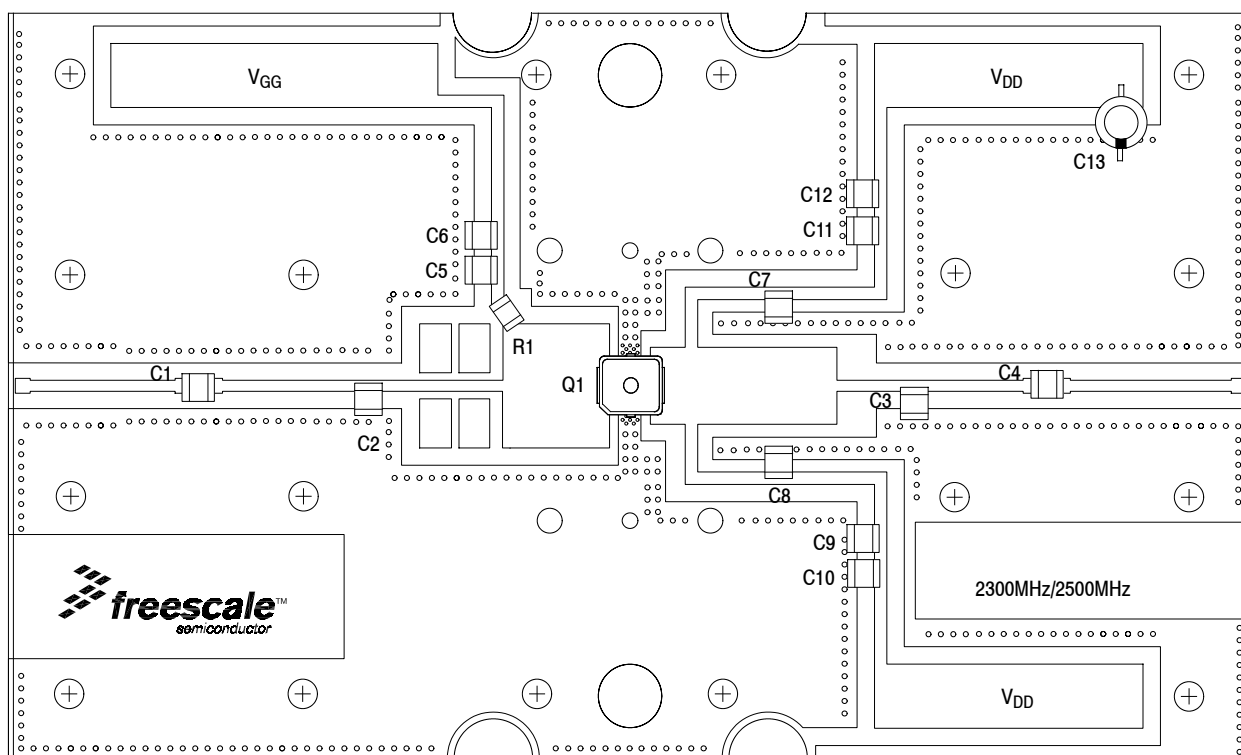 VGG
VDD
C13
C12
C11
C6
C5
C7
R1
C1
Q1
C4
C3
C2
C8
C9
C10
2300MHz/2500MHz
freescale™
semiconductor
VDD